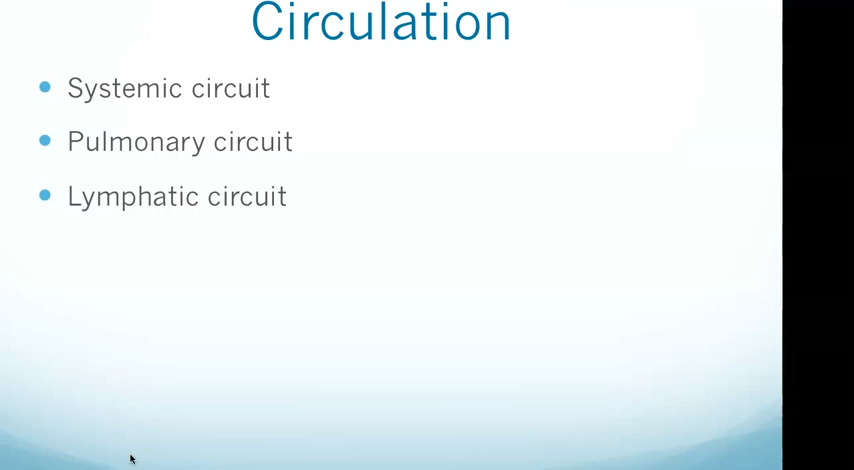 Circulation
Systemic circuit
Pulmonary circuit
Lymphatic circuit